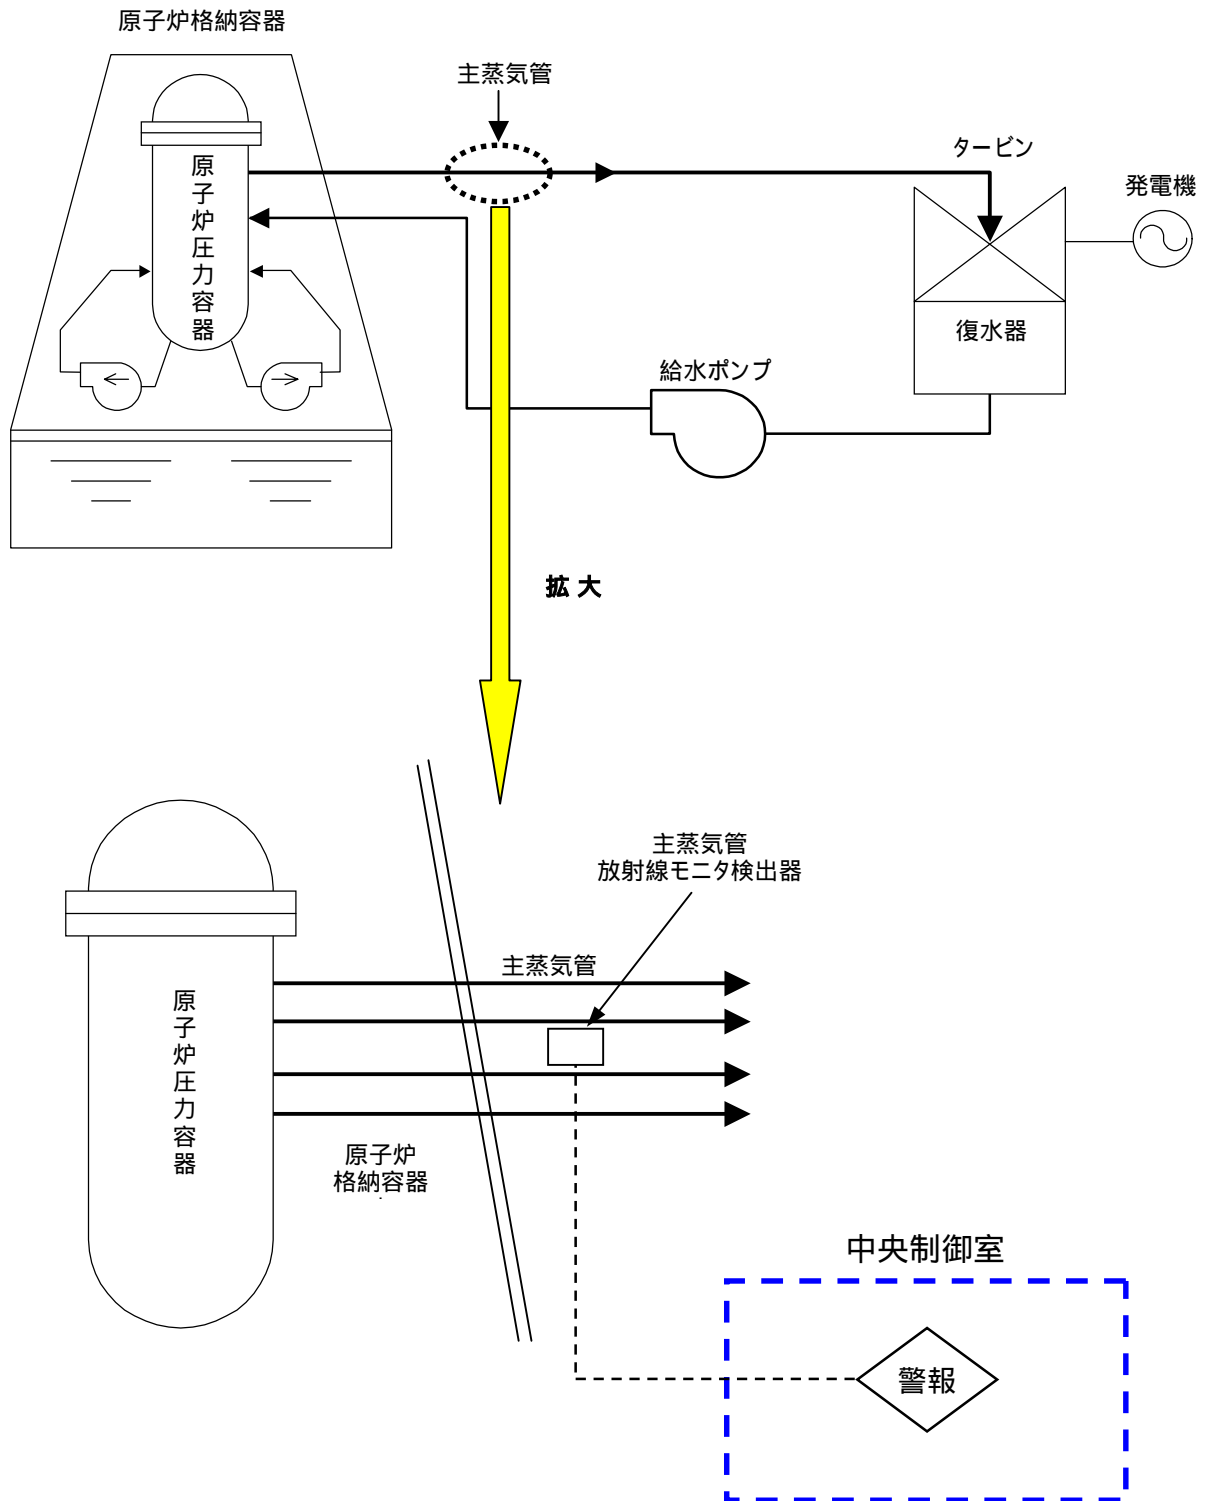 原子炉格納容器
主蒸気管
タービン
発電機
原子炉圧力容器
復水器
給水ポンプ
拡大
主蒸気管
放射線モニタ検出器
主蒸気管
原子炉圧力容器
原子炉
格納容器
中央制御室
警報